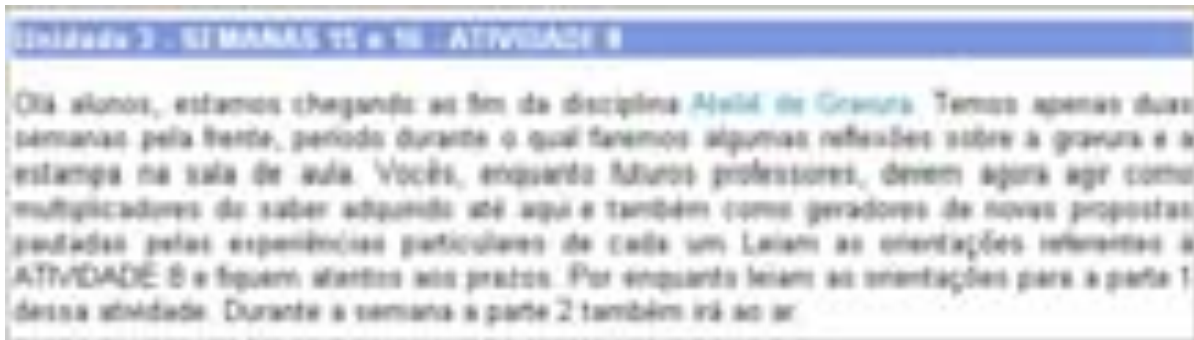 Unidade 3 - SEMANAS 15 e 16 - ATIVIDADE 8
Olá alunos, estamos chegando ao fim da disciplina Ateliê de Gravura. Temos apenas duas
semanas pela frente, período durante o qual faremos algumas reflexões sobre a gravura e a
estampa na sala de aula. Vocês, enquanto futuros professores, devem agora agir como
multiplicadores do saber adquirido até aqui e também como geradores de novas propostas
pautadas pelas experiências particulares de cada um. Leiam as orientações referentes à
ATIVIDADE 8 e fiquem atentos aos prazos. Por enquanto leiam as orientações para a parte 1
dessa atividade. Durante a semana a parte 2 também irá ao ar.